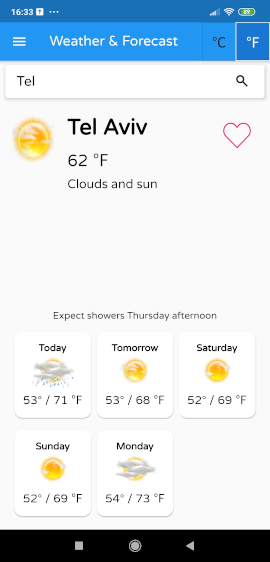 16:33
89
Weather & Forecast
°C
°F
Tel
Tel Aviv
62 °F
Clouds and sun
Expect showers Thursday afternoon
Today
Tomorrow
Saturday
53° / 71 °F
53° / 68 °F
52° / 69 °F
Sunday
Monday
52° / 69 °F
54° / 73 °F